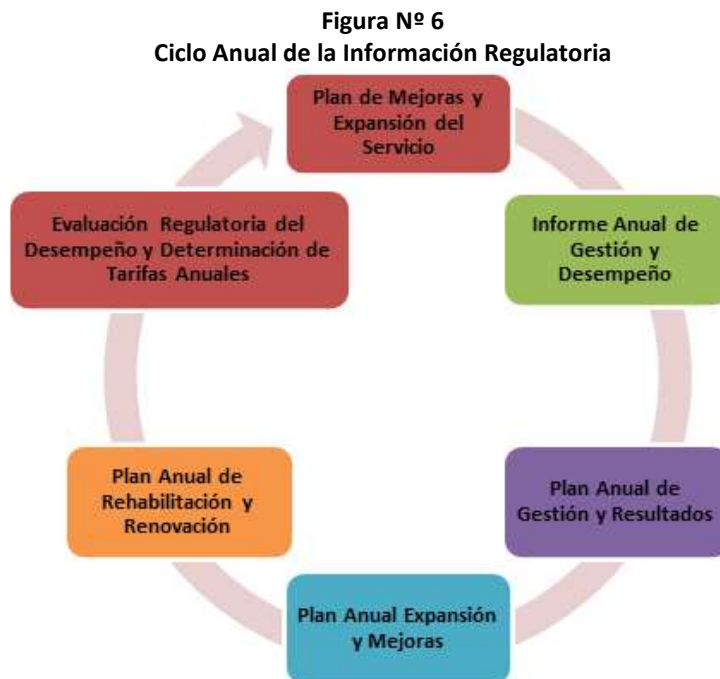 Figura Nº 6
Ciclo Anual de la Información Regulatoria
Plan de Mejoras y
Expansión del
Servicio
Informe Anual de
Gestión y
Desempeño
Plan Anual de
Gestión y Resultados
Plan Anual Expansión
y Mejoras
Plan Anual de
Rehabilitación y
Renovación
Evaluación Regulatoria del
Desempeño y Determinación de
Tarifas Anuales